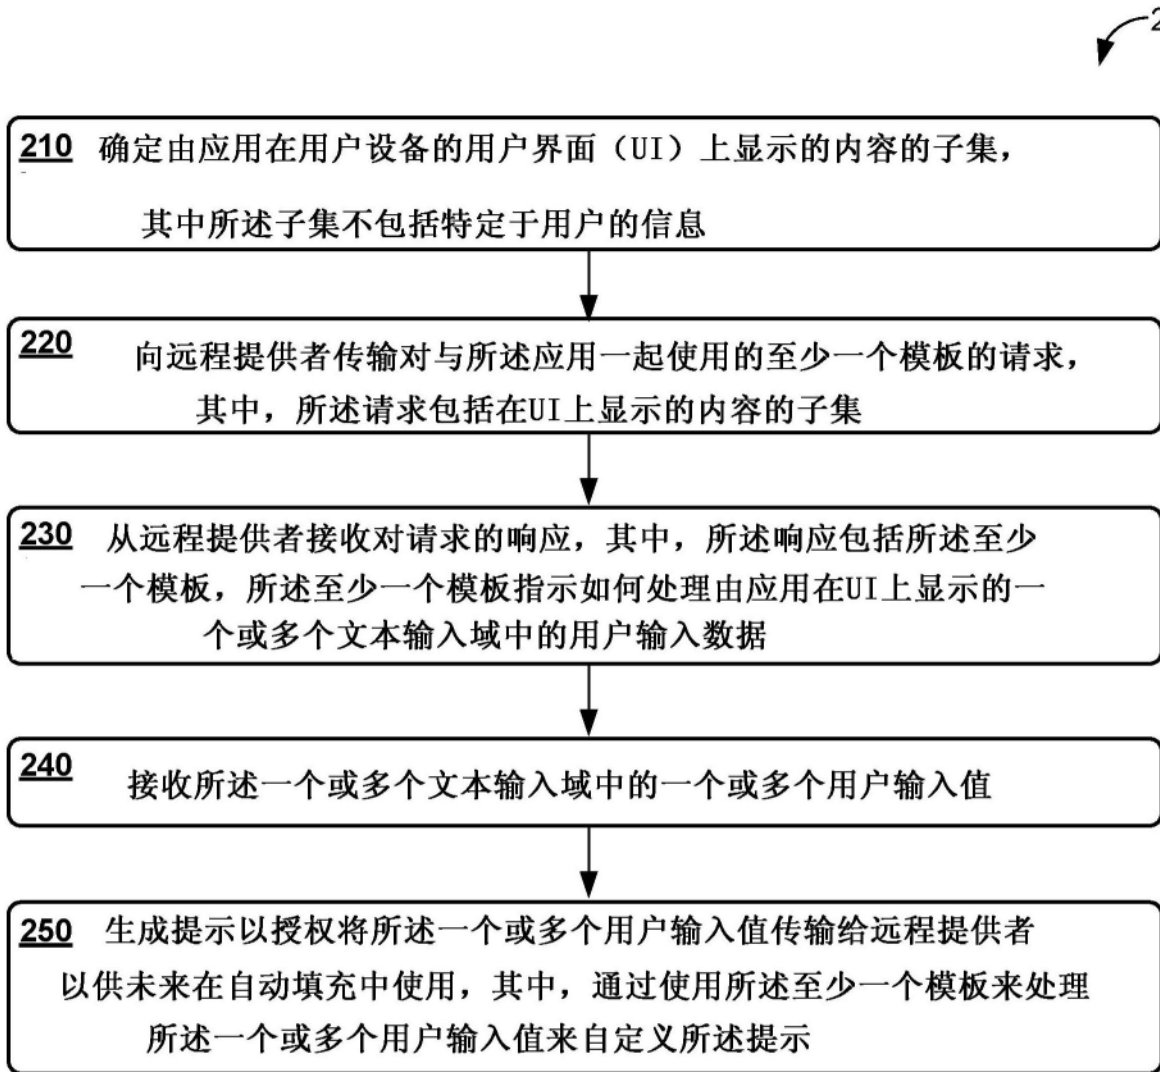 2
210 确定由应用在用户设备的用户界面（UI）上显示的内容的子集，
其中所述子集不包括特定于用户的信息
220 向远程提供者传输对与所述应用一起使用的至少一个模板的请求，
其中，所述请求包括在UI上显示的内容的子集
230 从远程提供者接收对请求的响应，其中，所述响应包括所述至少
一个模板，所述至少一个模板指示如何处理由应用在UI上显示的一
个或多个文本输入域中的用户输入数据
240 接收所述一个或多个文本输入域中的一个或多个用户输入值
250 生成提示以授权将所述一个或多个用户输入值传输给远程提供者
以供未来在自动填充中使用，其中，通过使用所述至少一个模板来处理
所述一个或多个用户输入值来自定义所述提示